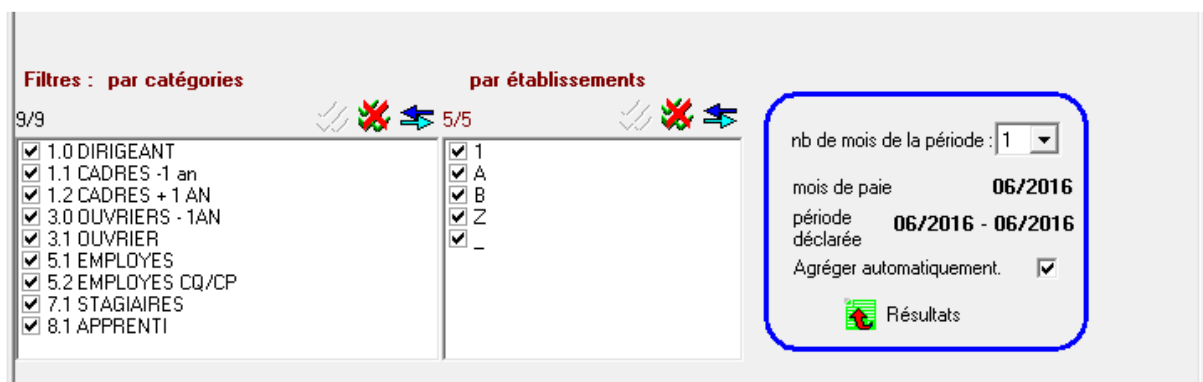 Filtres : par catégories
par établissements
9/9
5/5
1.0 DIRIGEANT
1.1 CADRES -1 an
1.2 CADRES + 1 AN
3.0 OUVRIERS - 1AN
3.1 OUVRIER
5.1 EMPLOYES
5.2 EMPLOYES CQ/CP
7.1 STAGIAIRES
8.1 APPRENTI
1
A
B
Z
_
nb de mois de la période : 1
mois de paie 06/2016
période déclarée 06/2016 - 06/2016
Agréger automatiquement.
Résultats